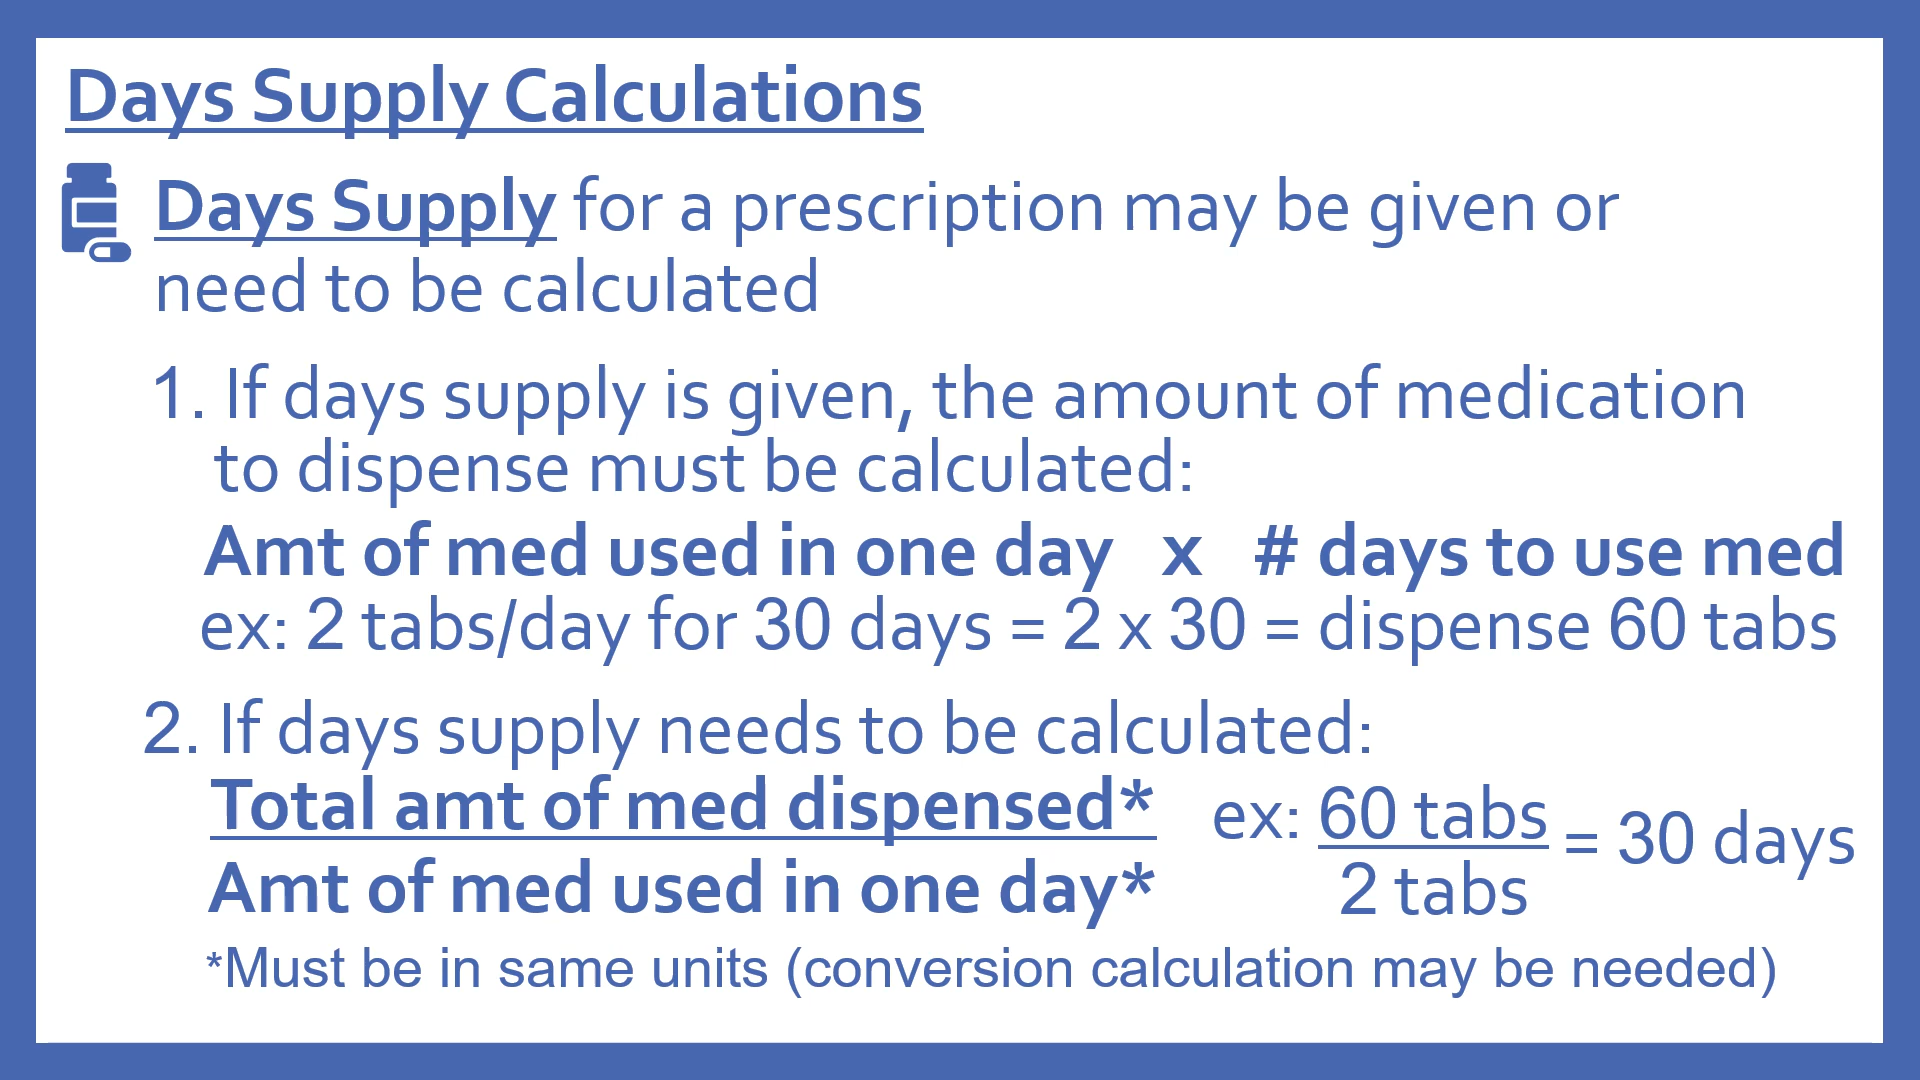 Days Supply Calculations
Days Supply for a prescription may be given or
need to be calculated
1. If days supply is given, the amount of medication
to dispense must be calculated:
Amt of med used in one day x # days to use med
ex: 2 tabs/day for 30 days = 2 x 30 = dispense 60 tabs
2. If days supply needs to be calculated:
Total amt of med dispensed*
Amt of med used in one day*
ex: 60 tabs
2 tabs
= 30 days
*Must be in same units (conversion calculation may be needed)